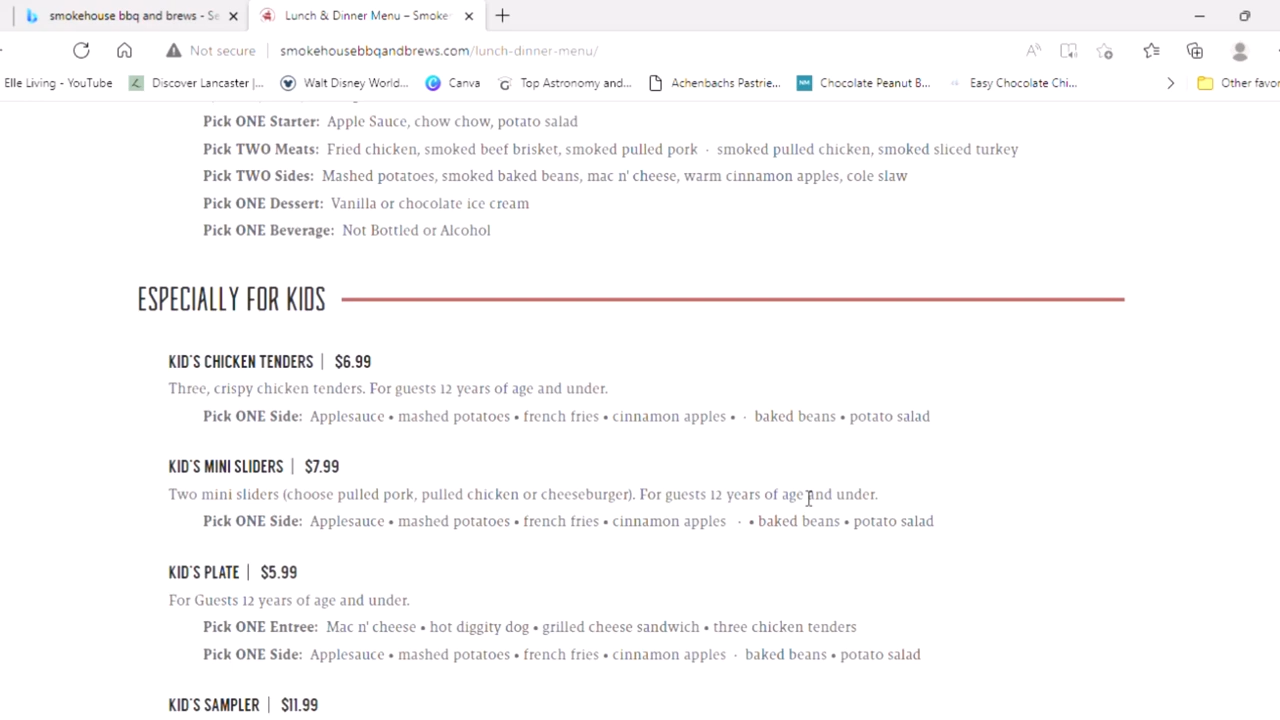 smokehouse bbq and brews - Se
Lunch & Dinner Menu – Smoke
Not secure
smokehousebbqandbrews.com/lunch-dinner-menu/
Elle Living - YouTube
Discover Lancaster |...
Walt Disney World...
Canva
Top Astronomy and...
Achenbachs Pastrie...
NM
Chocolate Peanut B...
Easy Chocolate Chi...
Other favor
Pick ONE Starter: Apple Sauce, chow chow, potato salad
Pick TWO Meats: Fried chicken, smoked beef brisket, smoked pulled pork · smoked pulled chicken, smoked sliced turkey
Pick TWO Sides: Mashed potatoes, smoked baked beans, mac n' cheese, warm cinnamon apples, cole slaw
Pick ONE Dessert: Vanilla or chocolate ice cream
Pick ONE Beverage: Not Bottled or Alcohol
ESPECIALLY FOR KIDS
KID'S CHICKEN TENDERS | $6.99
Three, crispy chicken tenders. For guests 12 years of age and under.
Pick ONE Side: Applesauce • mashed potatoes • french fries • cinnamon apples • · baked beans • potato salad
KID'S MINI SLIDERS | $7.99
Two mini sliders (choose pulled pork, pulled chicken or cheeseburger). For guests 12 years of age and under.
Pick ONE Side: Applesauce • mashed potatoes • french fries • cinnamon apples · • baked beans • potato salad
KID'S PLATE | $5.99
For Guests 12 years of age and under.
Pick ONE Entree: Mac n' cheese • hot diggity dog • grilled cheese sandwich • three chicken tenders
Pick ONE Side: Applesauce • mashed potatoes • french fries • cinnamon apples · baked beans • potato salad
KID'S SAMPLER | $11.99